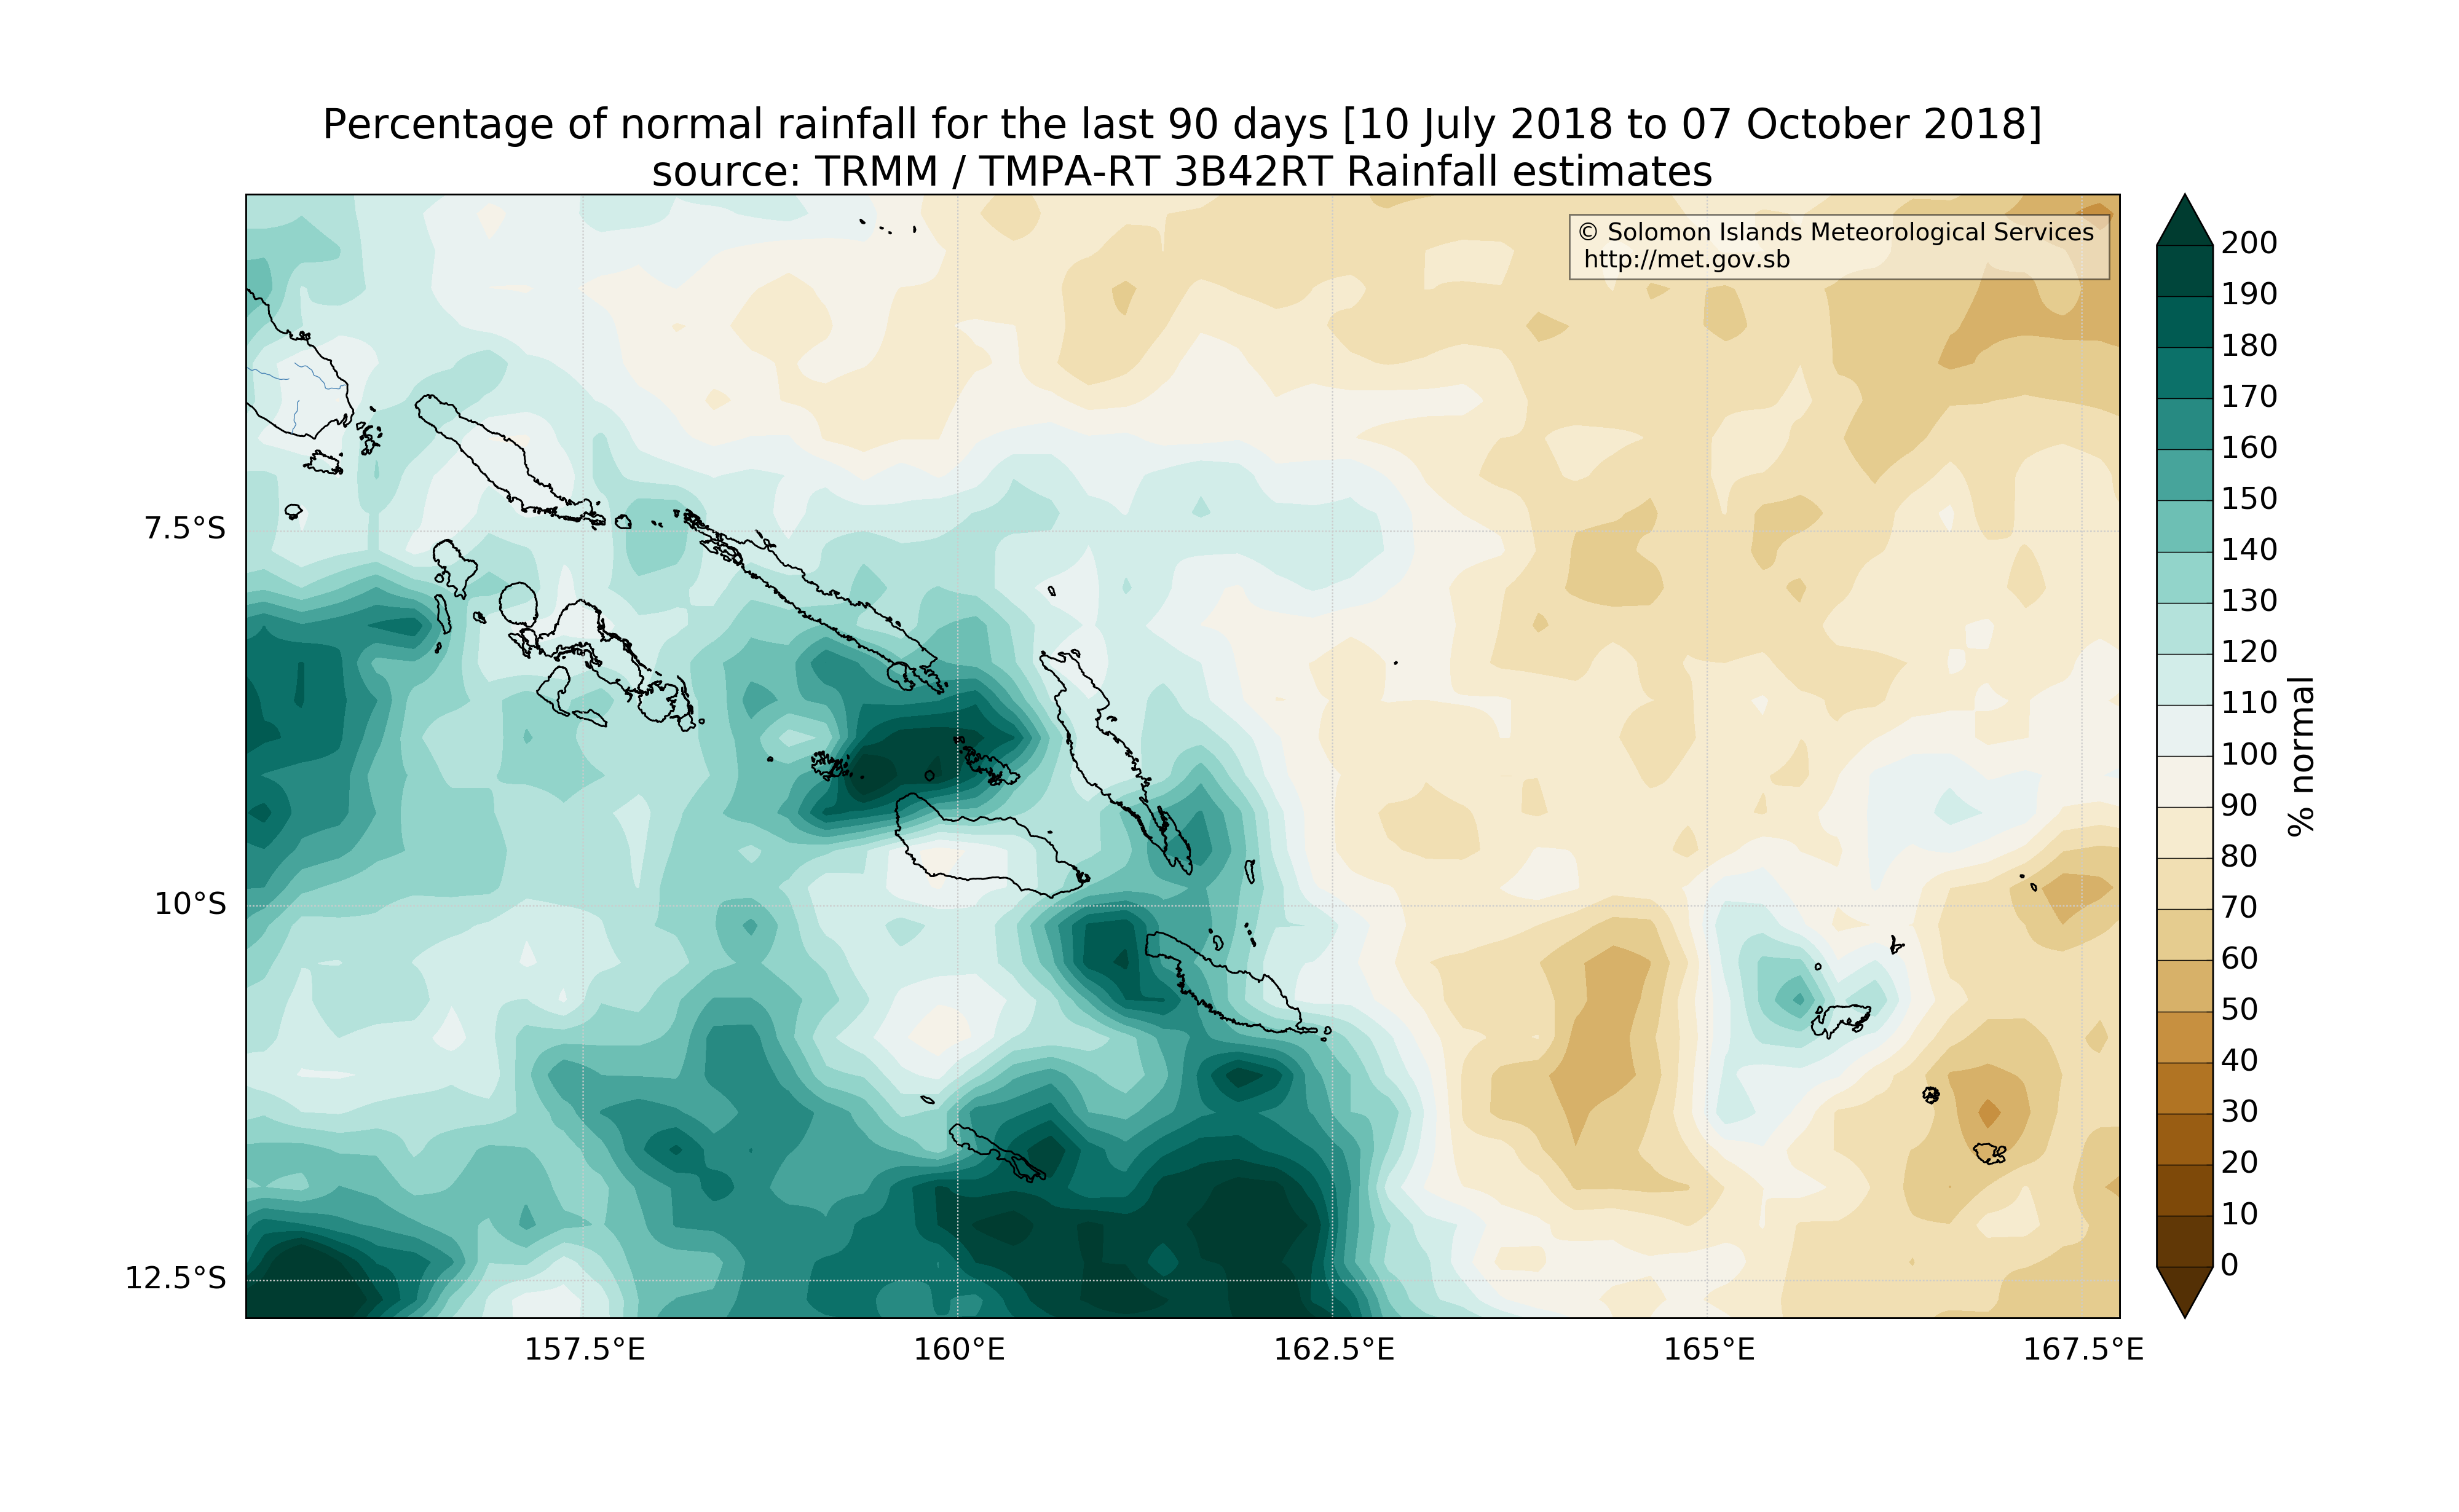 Percentage of normal rainfall for the last 90 days [10 July 2018 to 07 October 2018]
source: TRMM / TMPA-RT 3B42RT Rainfall estimates
© Solomon Islands Meteorological Services
http://met.gov.sb
7.5°S
10°S
12.5°S
157.5°E
160°E
162.5°E
165°E
167.5°E
200
190
180
170
160
150
140
130
120
110
100
90
80
70
60
50
40
30
20
10
0
% normal